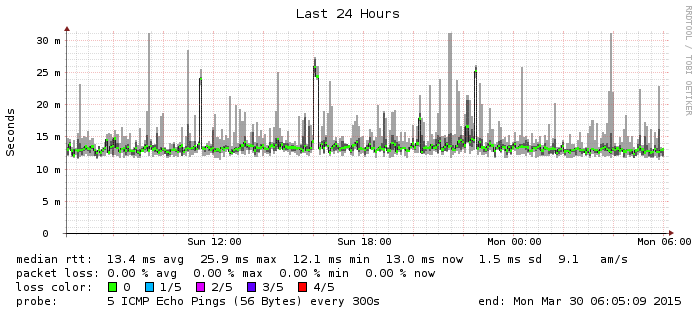 Last 24 Hours
RRDTOOL / TOBI OETIKER
Seconds
30 m
25 m
20 m
15 m
10 m
5 m
0
Sun 12:00 Sun 18:00 Mon 00:00 Mon 06:00
median rtt: 13.4 ms avg 25.9 ms max 12.1 ms min 13.0 ms now 1.5 ms sd 9.1 am/s
packet loss: 0.00 % avg 0.00 % max 0.00 % min 0.00 % now
loss color: 0 1/5 2/5 3/5 4/5
probe: 5 ICMP Echo Pings (56 Bytes) every 300s end: Mon Mar 30 06:05:09 2015